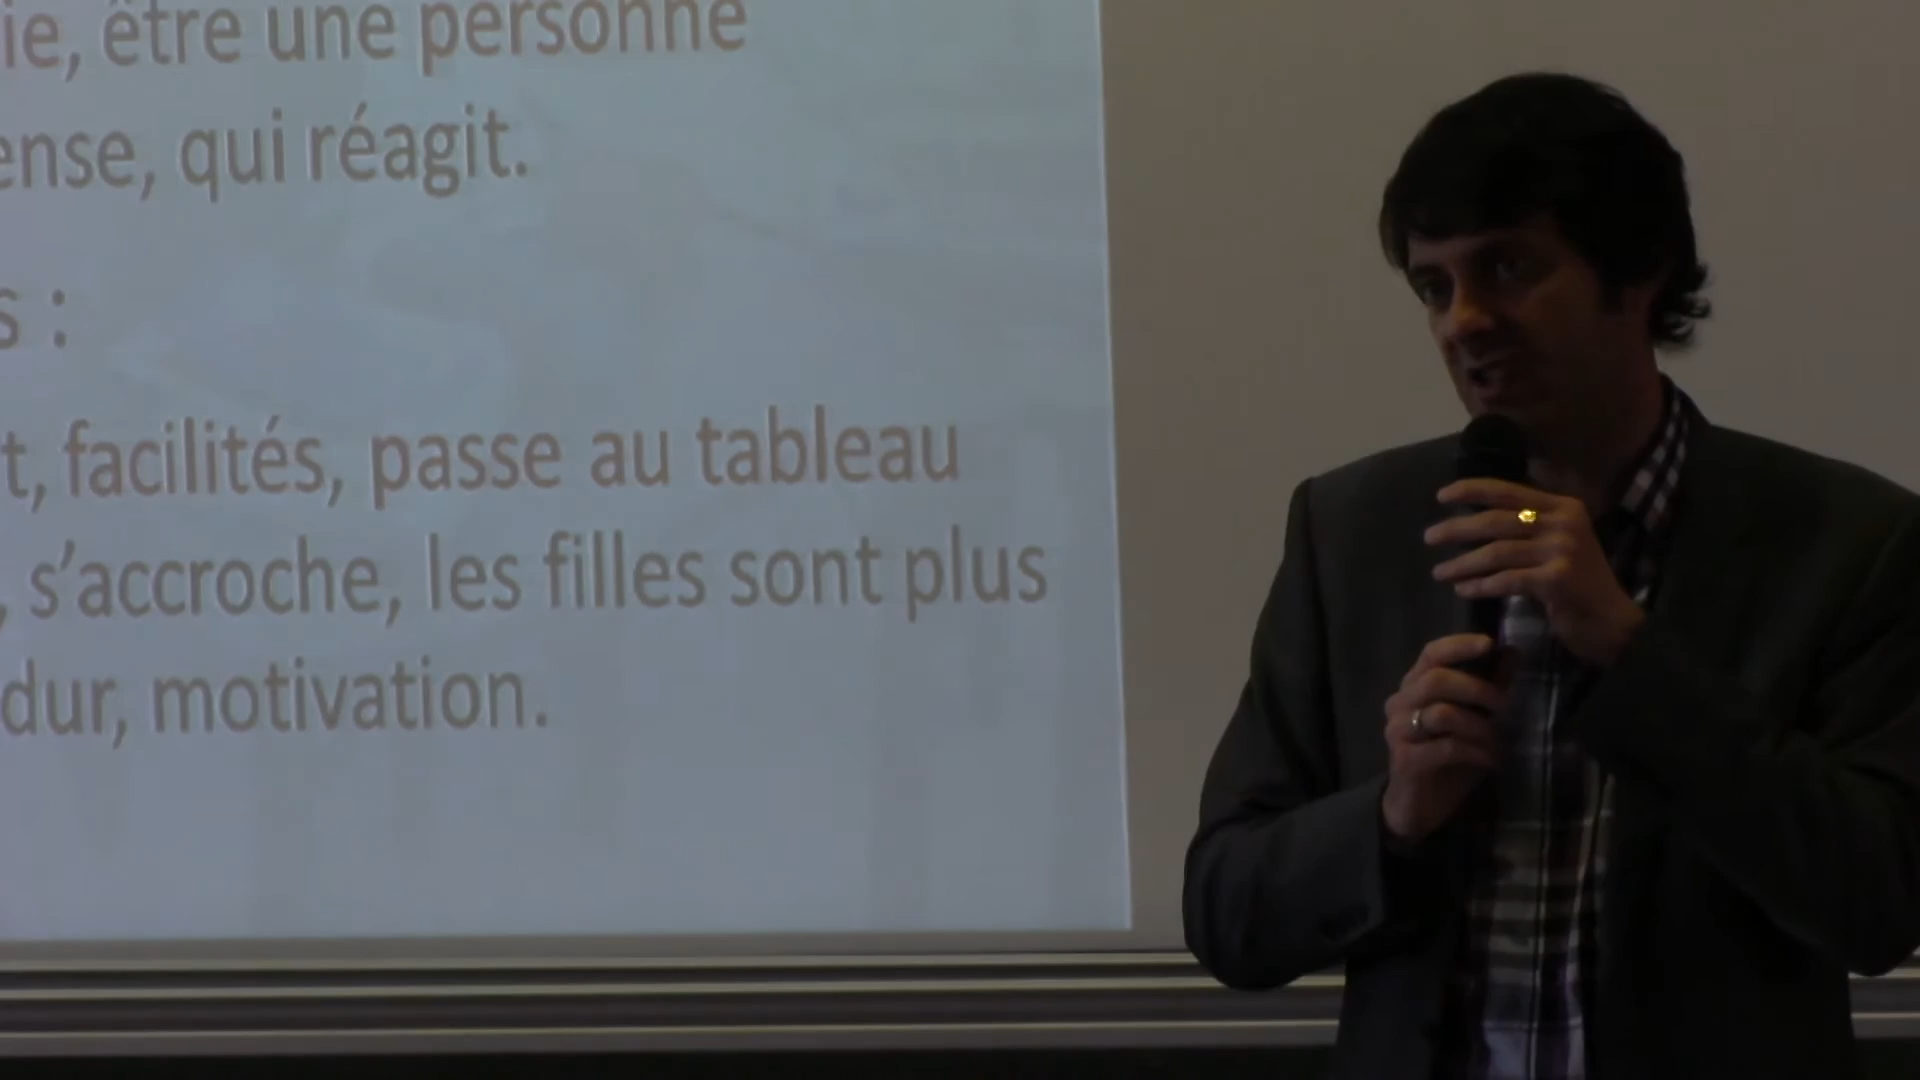 ie, être une personne
ense, qui réagit.
s :
t, facilités, passe au tableau
, s'accroche, les filles sont plus
dur, motivation.